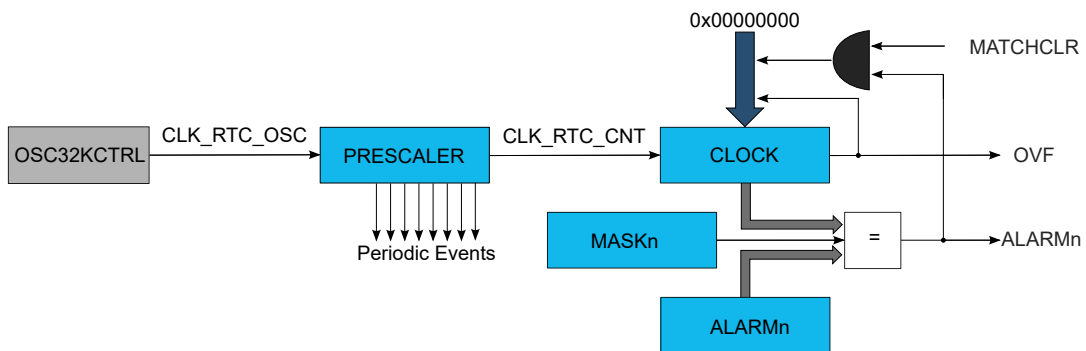 0x00000000
MATCHCLR
CLK_RTC_OSC
CLK_RTC_CNT
OSC32KCTRL
PRESCALER
CLOCK
OVF
Periodic Events
MASKn
=
ALARMn
ALARMn